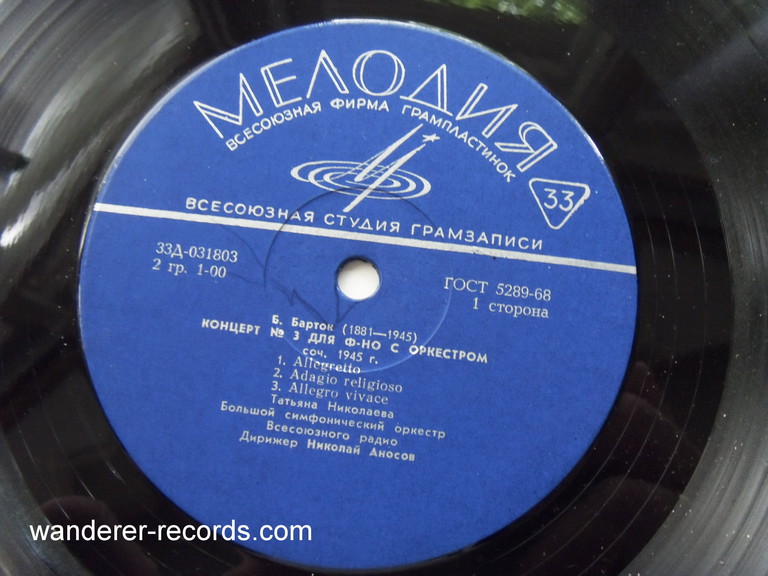 МЕЛОДИЯ
ВСЕСОЮЗНАЯ ФИРМА ГРАМПЛАСТИНОК
33
ВСЕСОЮЗНАЯ СТУДИЯ ГРАМЗАПИСИ
33Д-031803
2 гр. 1-00
ГОСТ 5289-68
1 сторона
Б. Барток (1881—1945)
КОНЦЕРТ № 3 ДЛЯ Ф-НО С ОРКЕСТРОМ
соч. 1945 г.
1. Allegretto
2. Adagio religioso
3. Allegro vivace
Татьяна Николаева
Большой симфонический оркестр
Всесоюзного радио
Дирижер Николай Аносов
wanderer-records.com